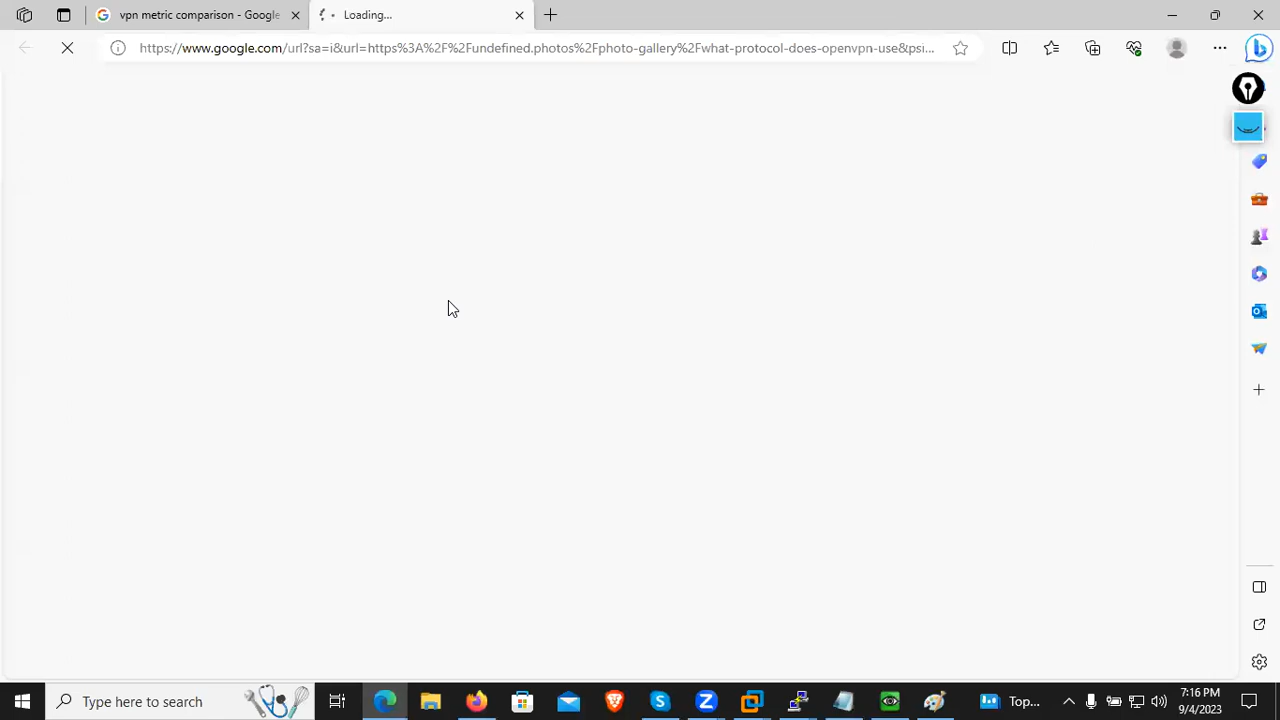 vpn metric comparison - Google
Loading...
https://www.google.com/url?sa=i&url=https%3A%2F%2Fundefined.photos%2Fphoto-gallery%2Fwhat-protocol-does-openvpn-use&psi...
Type here to search
Top...
7:16 PM
9/4/2023